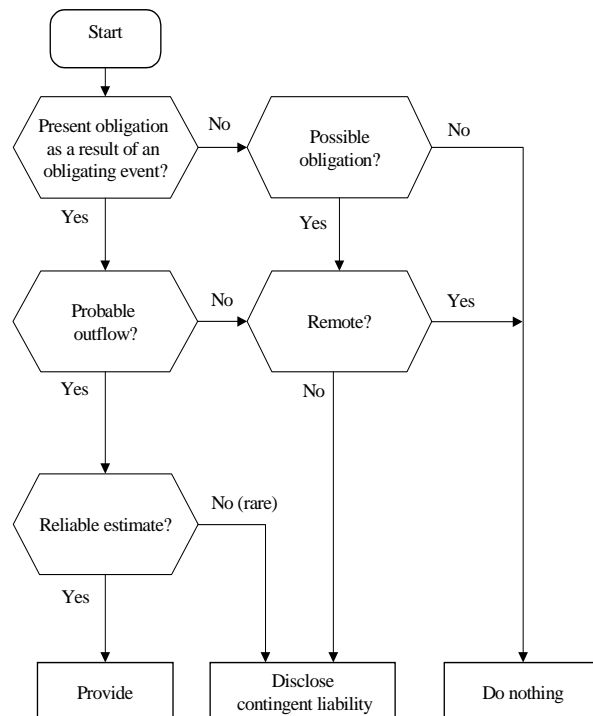 Start
Present obligation
as a result of an
obligating event?
No
Possible
obligation?
No
Yes
Yes
Probable
outflow?
No
Remote?
Yes
Yes
No
Reliable estimate?
No (rare)
Yes
Provide
Disclose
contingent liability
Do nothing